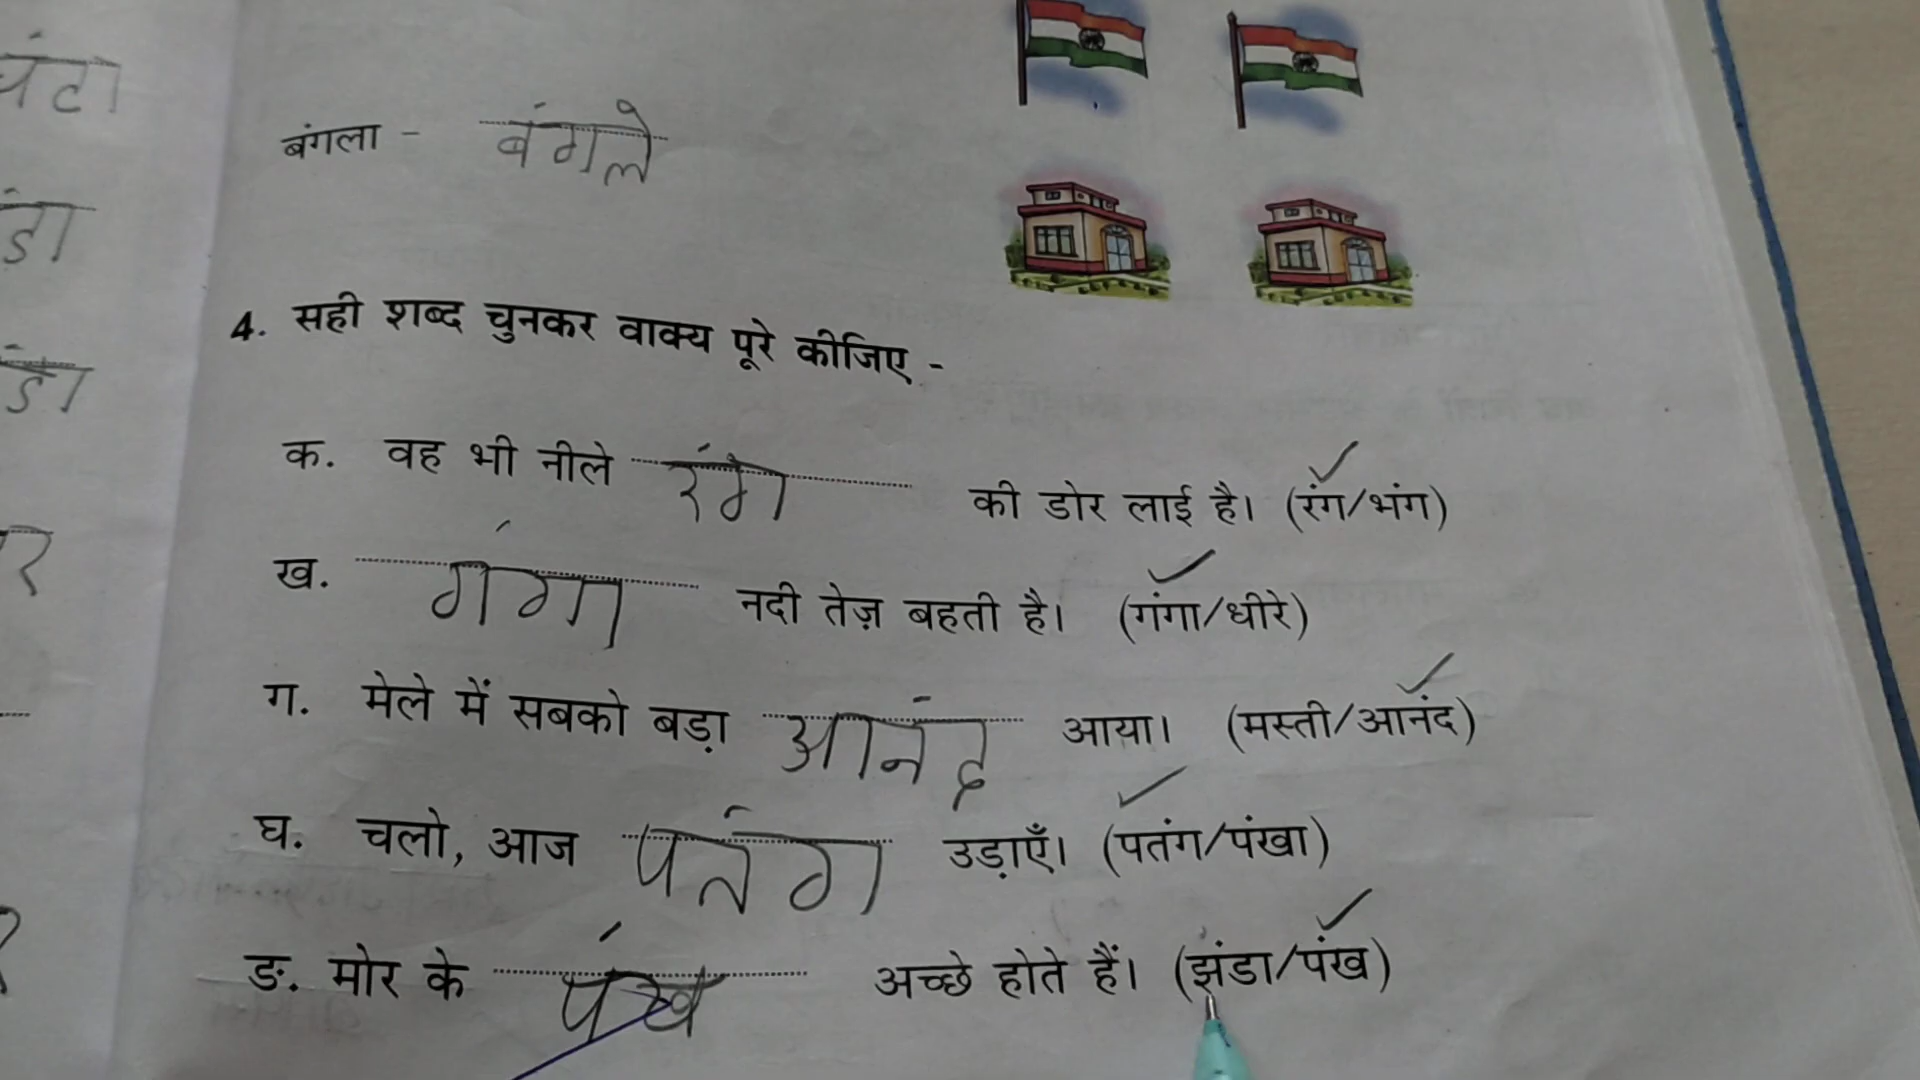 बंगला - बंगले
4. सही शब्द चुनकर वाक्य पूरे कीजिए -
क. वह भी नीले रंग की डोर लाई है। (रंग/भंग)
ख. गंगा नदी तेज़ बहती है। (गंगा/धीरे)
ग. मेले में सबको बड़ा आनंद आया। (मस्ती/आनंद)
घ. चलो, आज पतंग उड़ाएँ। (पतंग/पंखा)
ङ. मोर के पंख अच्छे होते हैं। (झंडा/पंख)